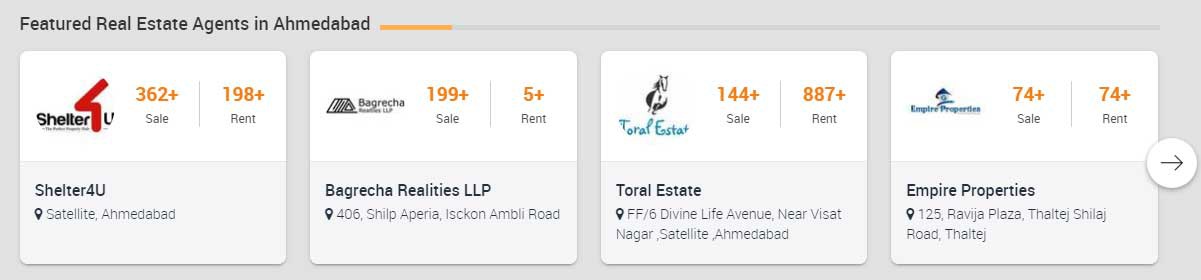 Featured Real Estate Agents in Ahmedabad
Shelter4U
The Perfect Property Hub
362+ 198+
Sale Rent
Shelter4U
Satellite, Ahmedabad
Bagrecha
Realities LLP
199+ 5+
Sale Rent
Bagrecha Realities LLP
406, Shilp Aperia, Isckon Ambli Road
Toral Estat
144+ 887+
Sale Rent
Toral Estate
FF/6 Divine Life Avenue, Near Visat
Nagar ,Satellite ,Ahmedabad
Empire Properties
74+ 74+
Sale Rent
Empire Properties
125, Ravija Plaza, Thaltej Shilaj
Road, Thaltej